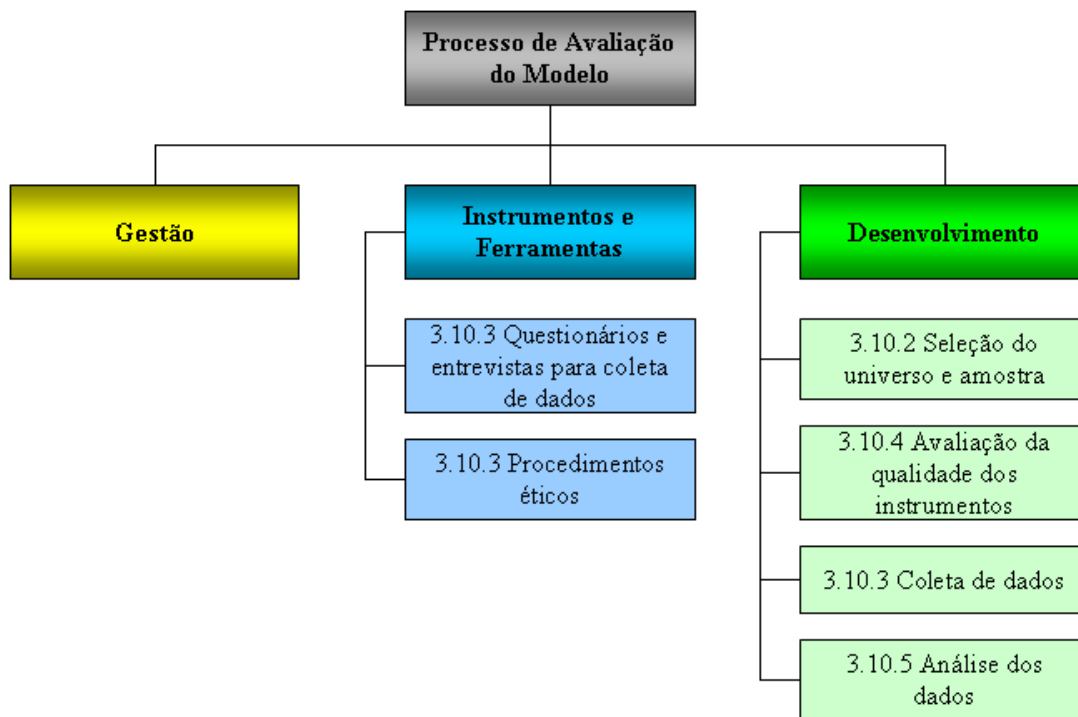 Processo de Avaliação
do Modelo
Gestão
Instrumentos e
Ferramentas
Desenvolvimento
3.10.3 Questionários e
entrevistas para coleta
de dados
3.10.3 Procedimentos
éticos
3.10.2 Seleção do
universo e amostra
3.10.4 Avaliação da
qualidade dos
instrumentos
3.10.3 Coleta de dados
3.10.5 Análise dos
dados